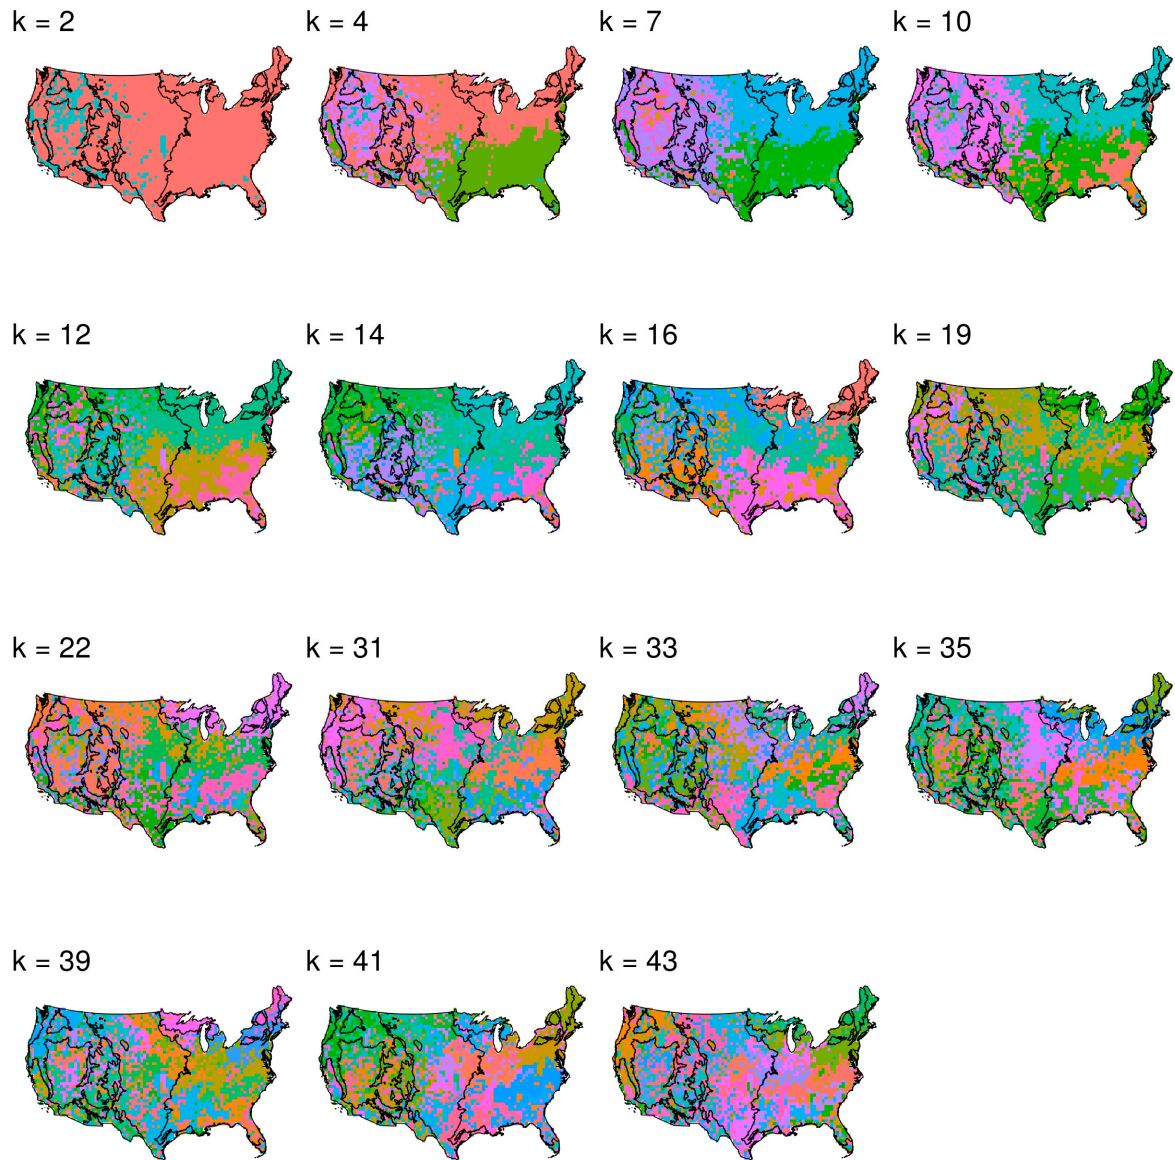 k = 2
k = 4
k = 7
k = 10
k = 12
k = 14
k = 16
k = 19
k = 22
k = 31
k = 33
k = 35
k = 39
k = 41
k = 43